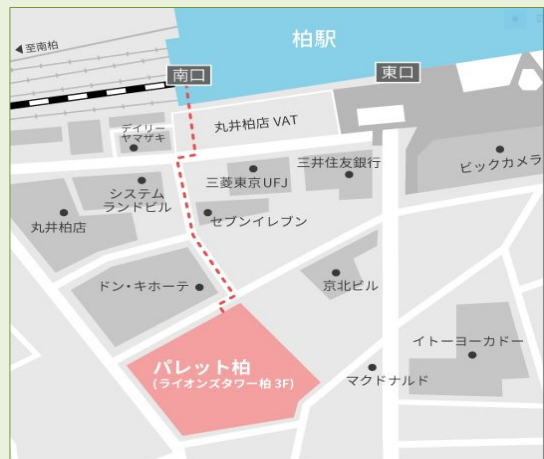 柏駅
◀至南柏
南口
東口
丸井柏店 VAT
デイリー
ヤマザキ
三井住友銀行
ビックカメラ
三菱東京UFJ
システム
ランドビル
丸井柏店
セブンイレブン
ドン・キホーテ
京北ビル
イトーヨーカドー
パレット柏
(ライオンズタワー柏 3F)
マクドナルド